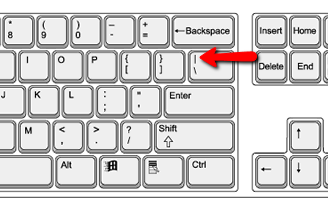 * ( ) _ +
8 9 0 - = ←Backspace Insert Home
I O P { } |
[ ] \ Delete End
J K L : " Enter
; '
M < > ? Shift
, . /
Alt Ctrl
↑
← ↓